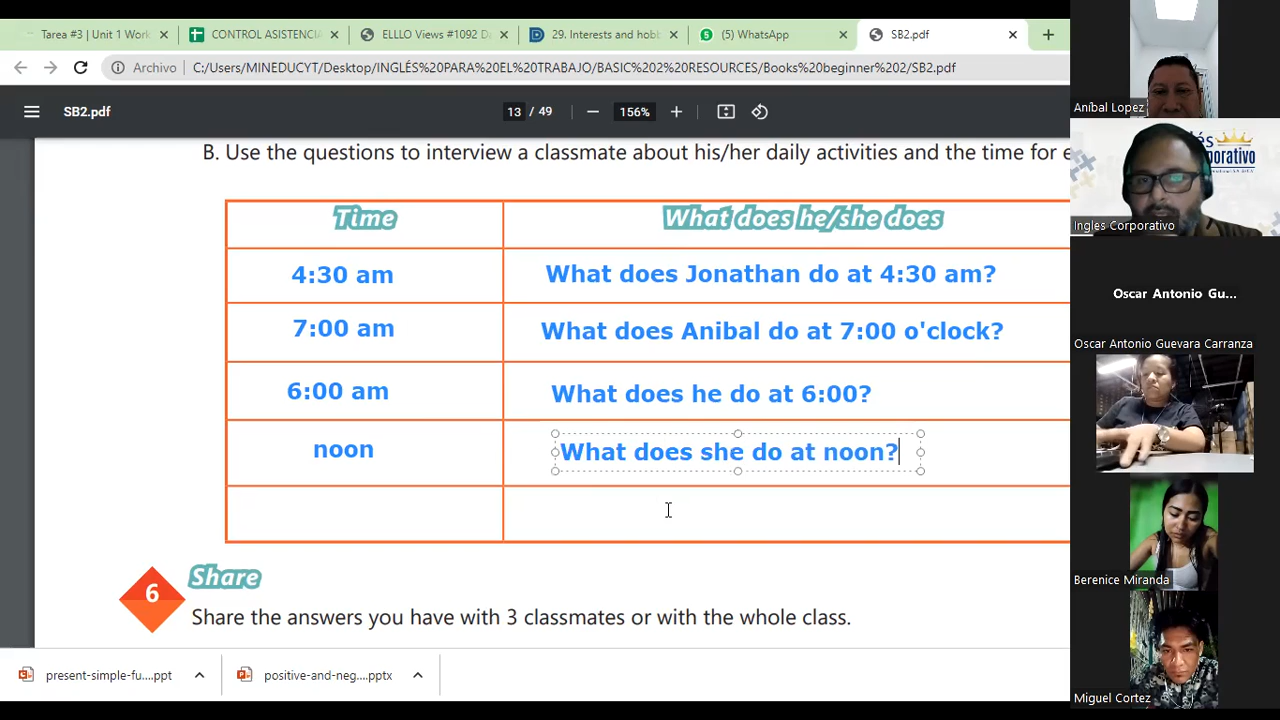 Tarea #3 | Unit 1 Work
CONTROL ASISTENCIA
ELLLO Views #1092 Da
29. Interests and hobb
(5) WhatsApp
SB2.pdf
Archivo
C:/Users/MINEDUCYT/Desktop/INGLÉS%20PARA%20EL%20TRABAJO/BASIC%202%20RESOURCES/Books%20beginner%202/SB2.pdf
SB2.pdf
13 / 49
156%
B. Use the questions to interview a classmate about his/her daily activities and the time for e
Time
What does he/she does
4:30 am
What does Jonathan do at 4:30 am?
7:00 am
What does Anibal do at 7:00 o'clock?
6:00 am
What does he do at 6:00?
noon
What does she do at noon?
6
Share
Share the answers you have with 3 classmates or with the whole class.
present-simple-fu....ppt
positive-and-neg....pptx
Aníbal Lopez
lés
orporativo
Ingles Corporativo
Oscar Antonio Gu...
Oscar Antonio Guevara Carranza
Berenice Miranda
Miguel Cortez